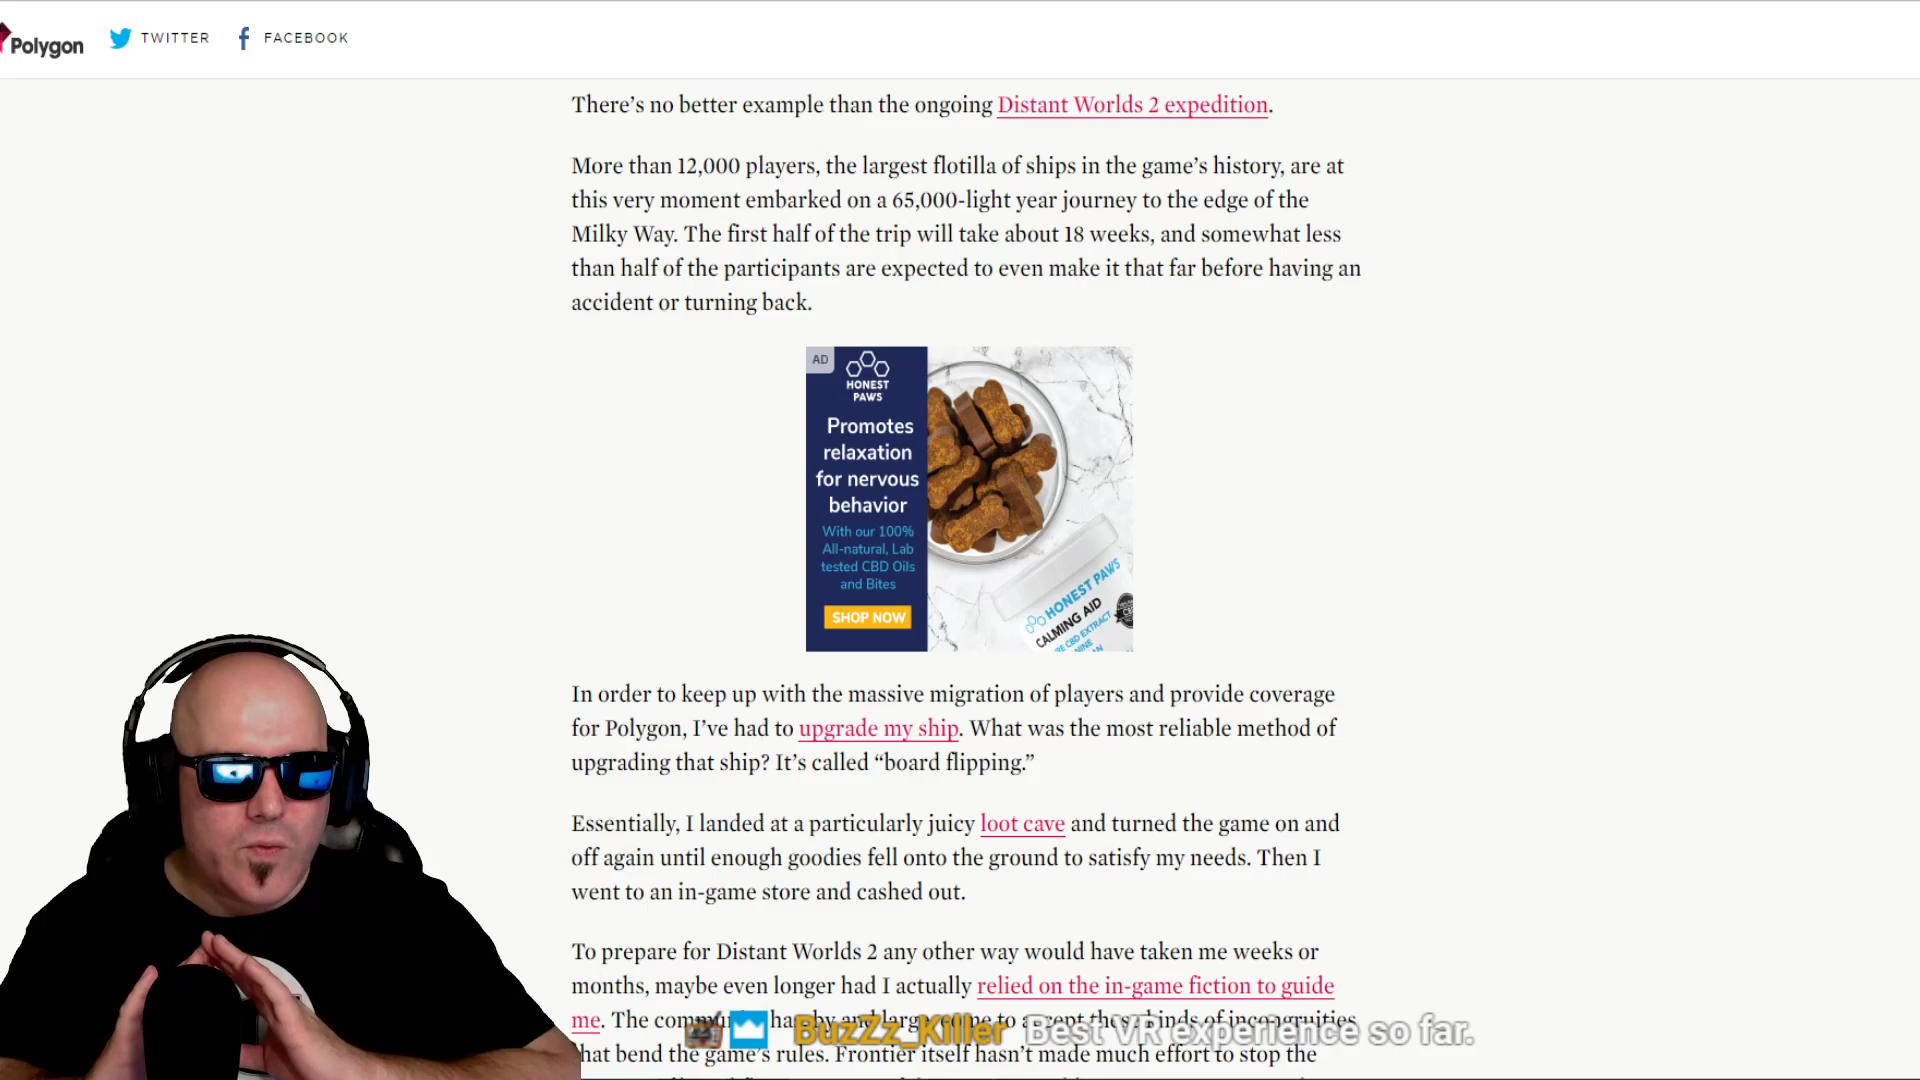 Polygon TWITTER FACEBOOK
There’s no better example than the ongoing Distant Worlds 2 expedition.
More than 12,000 players, the largest flotilla of ships in the game’s history, are at
this very moment embarked on a 65,000-light year journey to the edge of the
Milky Way. The first half of the trip will take about 18 weeks, and somewhat less
than half of the participants are expected to even make it that far before having an
accident or turning back.
AD
HONEST
PAWS
Promotes
relaxation
for nervous
behavior
With our 100%
All-natural, Lab
tested CBD Oils
and Bites
SHOP NOW
HONEST PAWS
CALMING AID
CBD EXTRACT
In order to keep up with the massive migration of players and provide coverage
for Polygon, I’ve had to upgrade my ship. What was the most reliable method of
upgrading that ship? It’s called “board flipping.”
Essentially, I landed at a particularly juicy loot cave and turned the game on and
off again until enough goodies fell onto the ground to satisfy my needs. Then I
went to an in-game store and cashed out.
To prepare for Distant Worlds 2 any other way would have taken me weeks or
months, maybe even longer had I actually relied on the in-game fiction to guide
me. The community has by and large come to accept these kinds of incongruities
BuzZz_Killer Best VR experience so far.
that bend the game’s rules. Frontier itself hasn’t made much effort to stop the